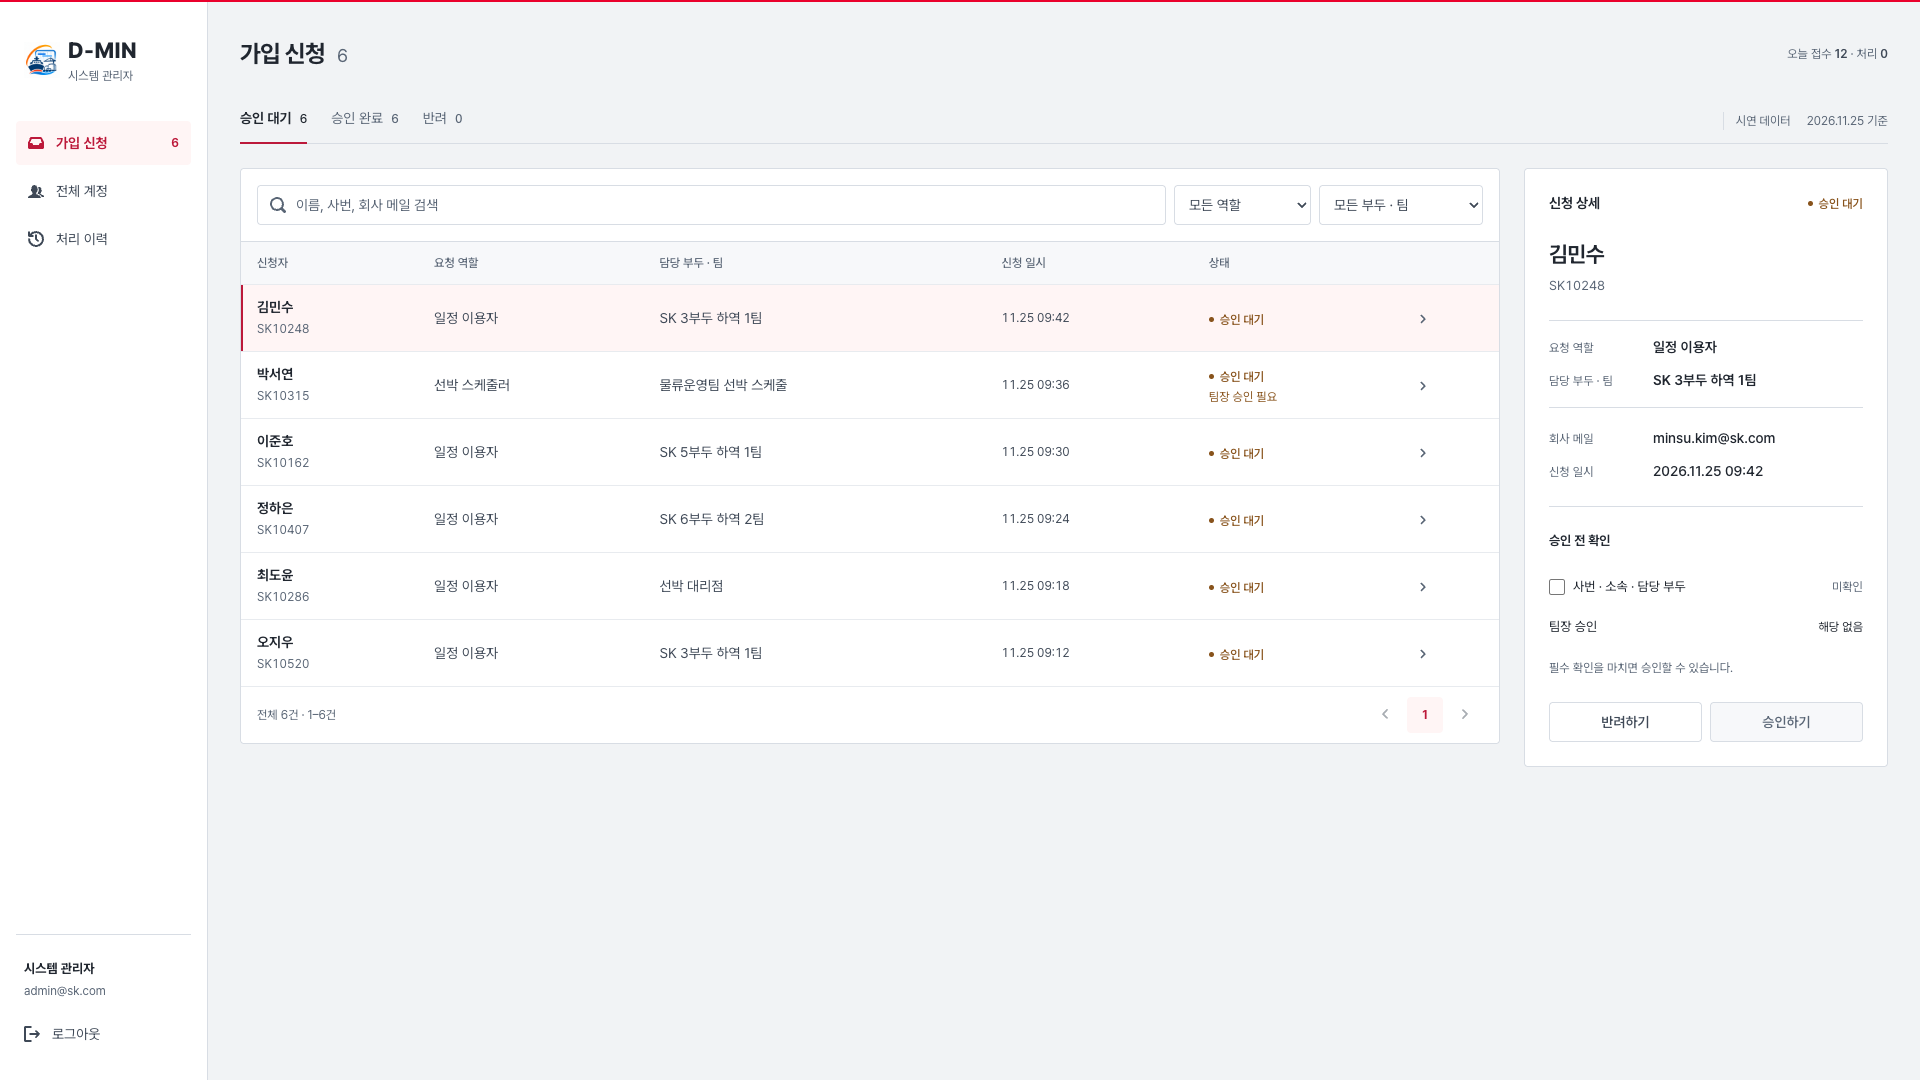 D-MIN
시스템 관리자
가입 신청 6
전체 계정
처리 이력
시스템 관리자
admin@sk.com
로그아웃
가입 신청 6
오늘 접수 12 · 처리 0
승인 대기 6 승인 완료 6 반려 0
시연 데이터 2026.11.25 기준
이름, 사번, 회사 메일 검색 모든 역할 모든 부두 · 팀
신청자 요청 역할 담당 부두 · 팀 신청 일시 상태
김민수
SK10248
일정 이용자 SK 3부두 하역 1팀 11.25 09:42 승인 대기
박서연
SK10315
선박 스케줄러 물류운영팀 선박 스케줄 11.25 09:36 승인 대기
팀장 승인 필요
이준호
SK10162
일정 이용자 SK 5부두 하역 1팀 11.25 09:30 승인 대기
정하은
SK10407
일정 이용자 SK 6부두 하역 2팀 11.25 09:24 승인 대기
최도윤
SK10286
일정 이용자 선박 대리점 11.25 09:18 승인 대기
오지우
SK10520
일정 이용자 SK 3부두 하역 1팀 11.25 09:12 승인 대기
전체 6건 · 1–6건
1
신청 상세 승인 대기
김민수
SK10248
요청 역할 일정 이용자
담당 부두 · 팀 SK 3부두 하역 1팀
회사 메일 minsu.kim@sk.com
신청 일시 2026.11.25 09:42
승인 전 확인
사번 · 소속 · 담당 부두 미확인
팀장 승인 해당 없음
필수 확인을 마치면 승인할 수 있습니다.
반려하기 승인하기